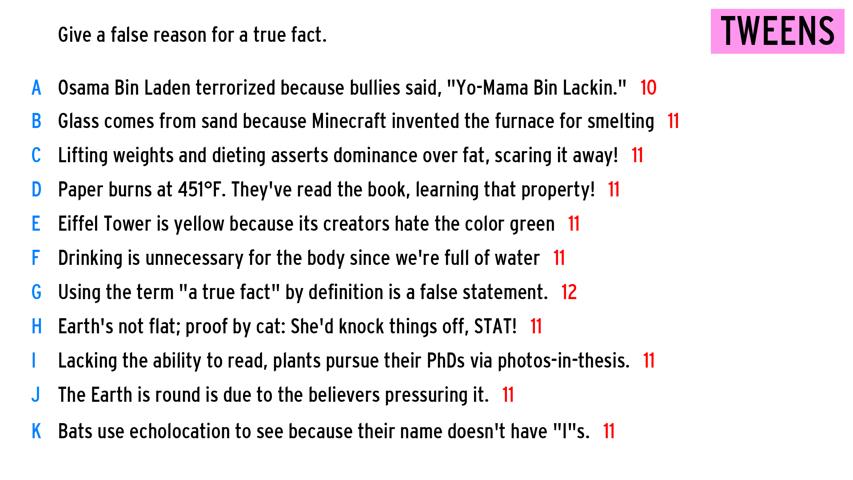 Give a false reason for a true fact.
TWEENS
A Osama Bin Laden terrorized because bullies said, "Yo-Mama Bin Lackin." 10
B Glass comes from sand because Minecraft invented the furnace for smelting 11
C Lifting weights and dieting asserts dominance over fat, scaring it away! 11
D Paper burns at 451°F. They've read the book, learning that property! 11
E Eiffel Tower is yellow because its creators hate the color green 11
F Drinking is unnecessary for the body since we're full of water 11
G Using the term "a true fact" by definition is a false statement. 12
H Earth's not flat; proof by cat: She'd knock things off, STAT! 11
I Lacking the ability to read, plants pursue their PhDs via photos-in-thesis. 11
J The Earth is round is due to the believers pressuring it. 11
K Bats use echolocation to see because their name doesn't have "I"s. 11